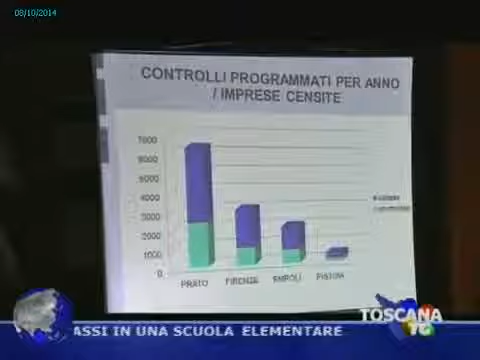 08/10/2014
CONTROLLI PROGRAMMATI PER ANNO
/ IMPRESE CENSITE
7000
6000
5000
4000
3000
2000
1000
0
PRATO FIRENZE EMPOLI PISTOIA
TOSCANA
TG
ASSI IN UNA SCUOLA ELEMENTARE